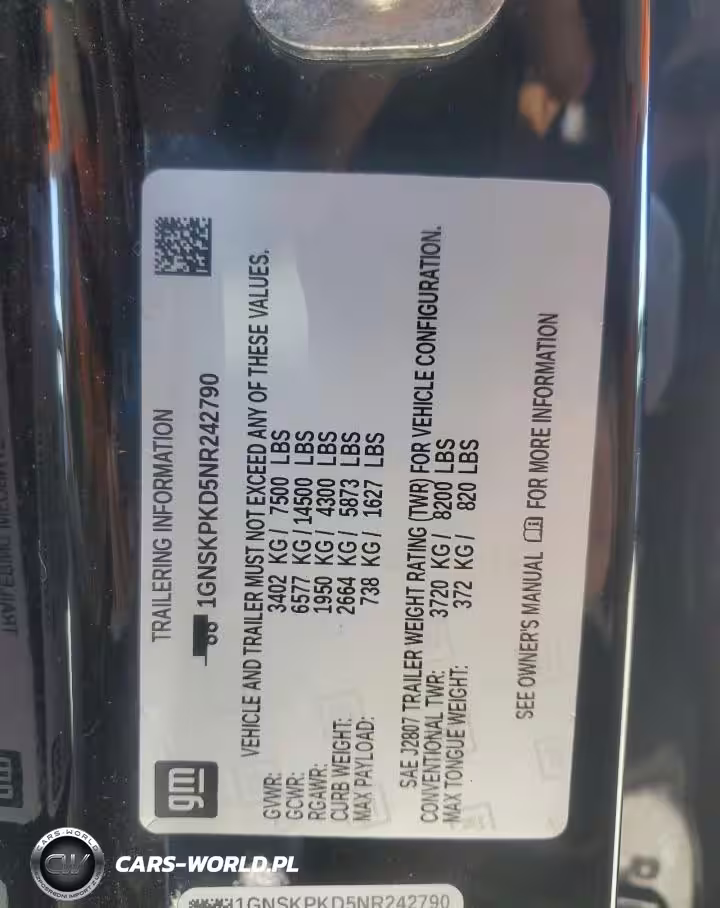 TRAILERING INFORMATION
1GNSKPKD5NR242790
VEHICLE AND TRAILER MUST NOT EXCEED ANY OF THESE VALUES.
GVWR: 3402 KG / 7500 LBS
GCWR: 6577 KG / 14500 LBS
RGAWR: 1950 KG / 4300 LBS
CURB WEIGHT: 2664 KG / 5873 LBS
MAX PAYLOAD: 738 KG / 1627 LBS
SAE J2807 TRAILER WEIGHT RATING (TWR) FOR VEHICLE CONFIGURATION.
CONVENTIONAL TWR: 3720 KG / 8200 LBS
MAX TONGUE WEIGHT: 372 KG / 820 LBS
SEE OWNER'S MANUAL FOR MORE INFORMATION
gm
CARS-WORLD
CW
CARS-WORLD.PL
1GNSKPKD5NR242790